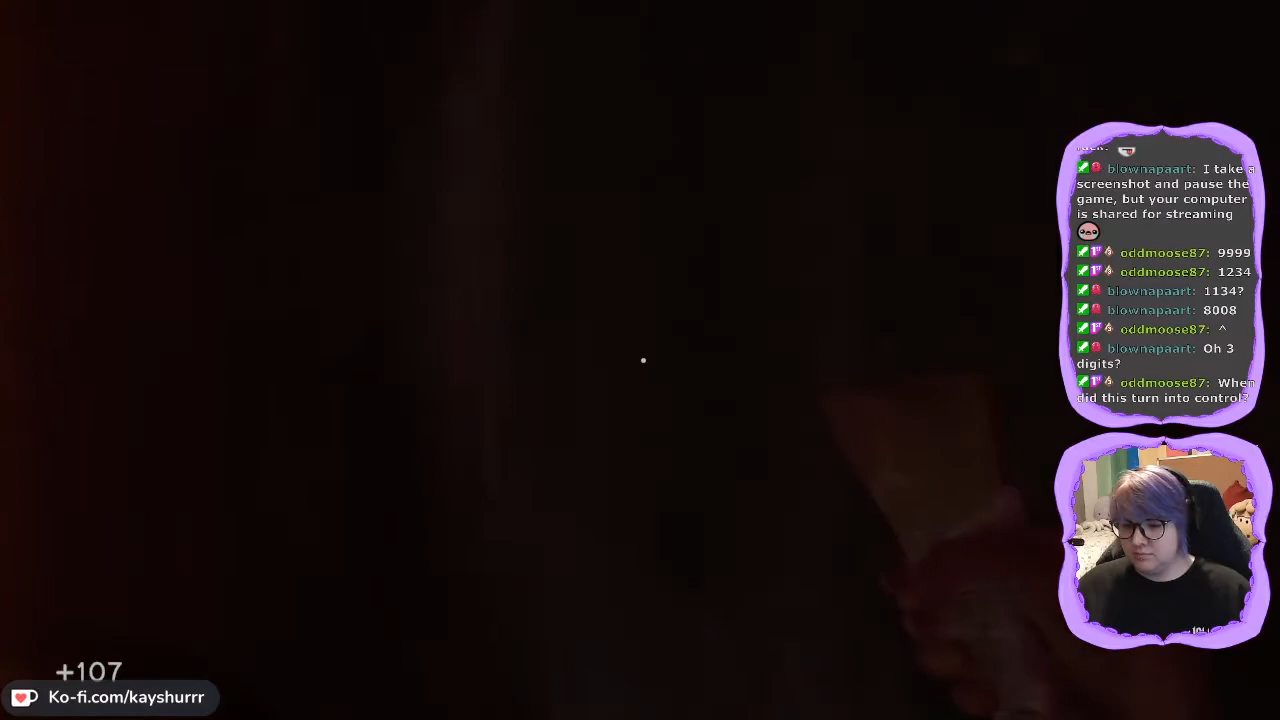 blownapaart: I take a
screenshot and pause the
game, but your computer
is shared for streaming
oddmoose87: 9999
oddmoose87: 1234
blownapaart: 1134?
blownapaart: 8008
oddmoose87: ^
blownapaart: Oh 3
digits?
oddmoose87: When
did this turn into control?
+107
Ko-fi.com/kayshurrr